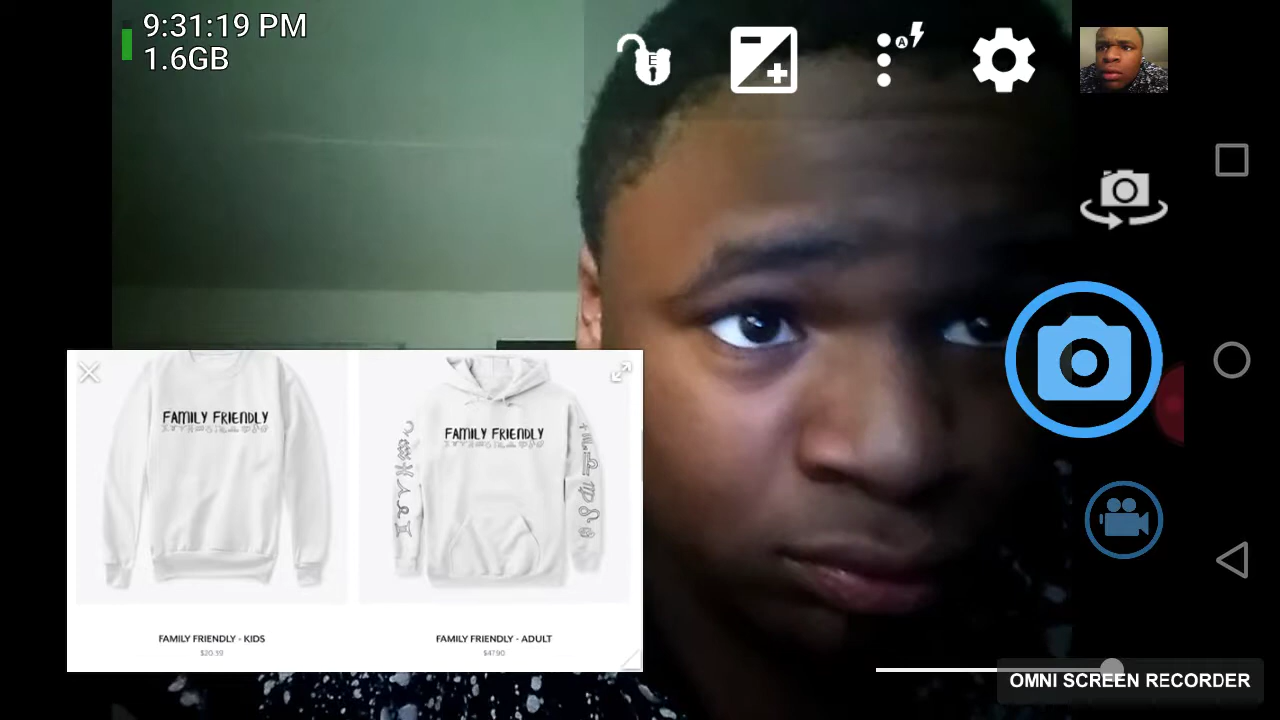 9:31:19 PM
1.6GB
E
A
FAMILY FRIENDLY
FAMILY FRIENDLY
FAMILY FRIENDLY - KIDS
FAMILY FRIENDLY - ADULT
$20.39
$47.90
OMNI SCREEN RECORDER